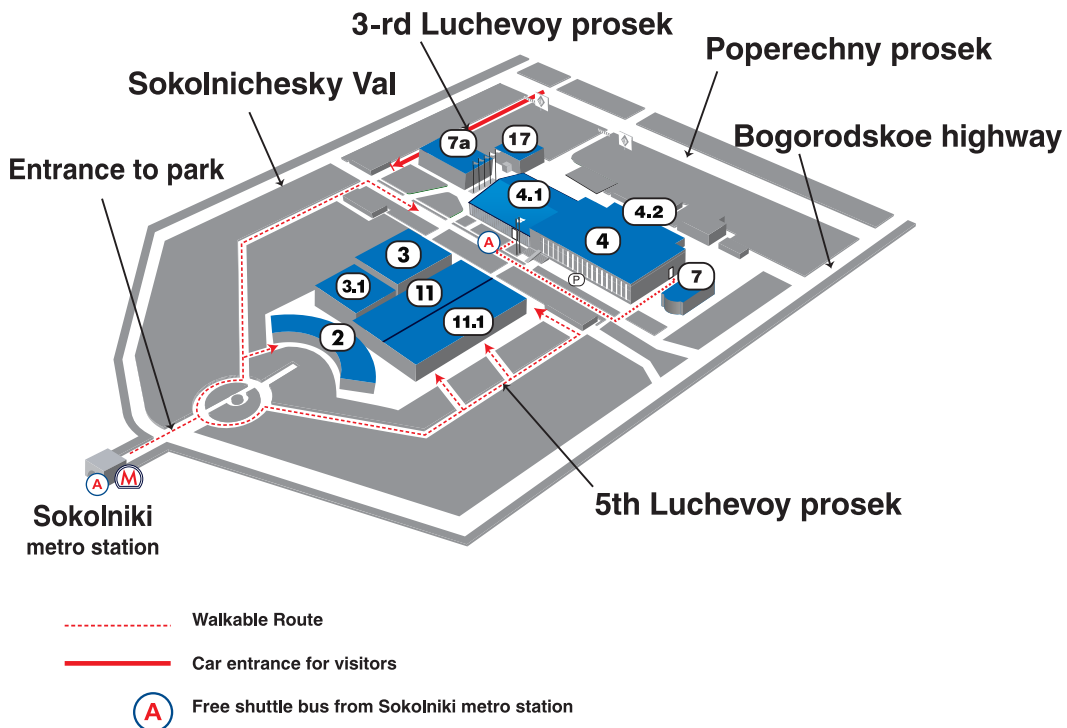 3-rd Luchevoy prosek
Poperechny prosek
Sokolnichesky Val
Bogorodskoe highway
Entrance to park
7a
17
4.1
4.2
4
A
3
7
P
3.1
11
11.1
2
A
M
Sokolniki
metro station
5th Luchevoy prosek
Walkable Route
Car entrance for visitors
A
Free shuttle bus from Sokolniki metro station